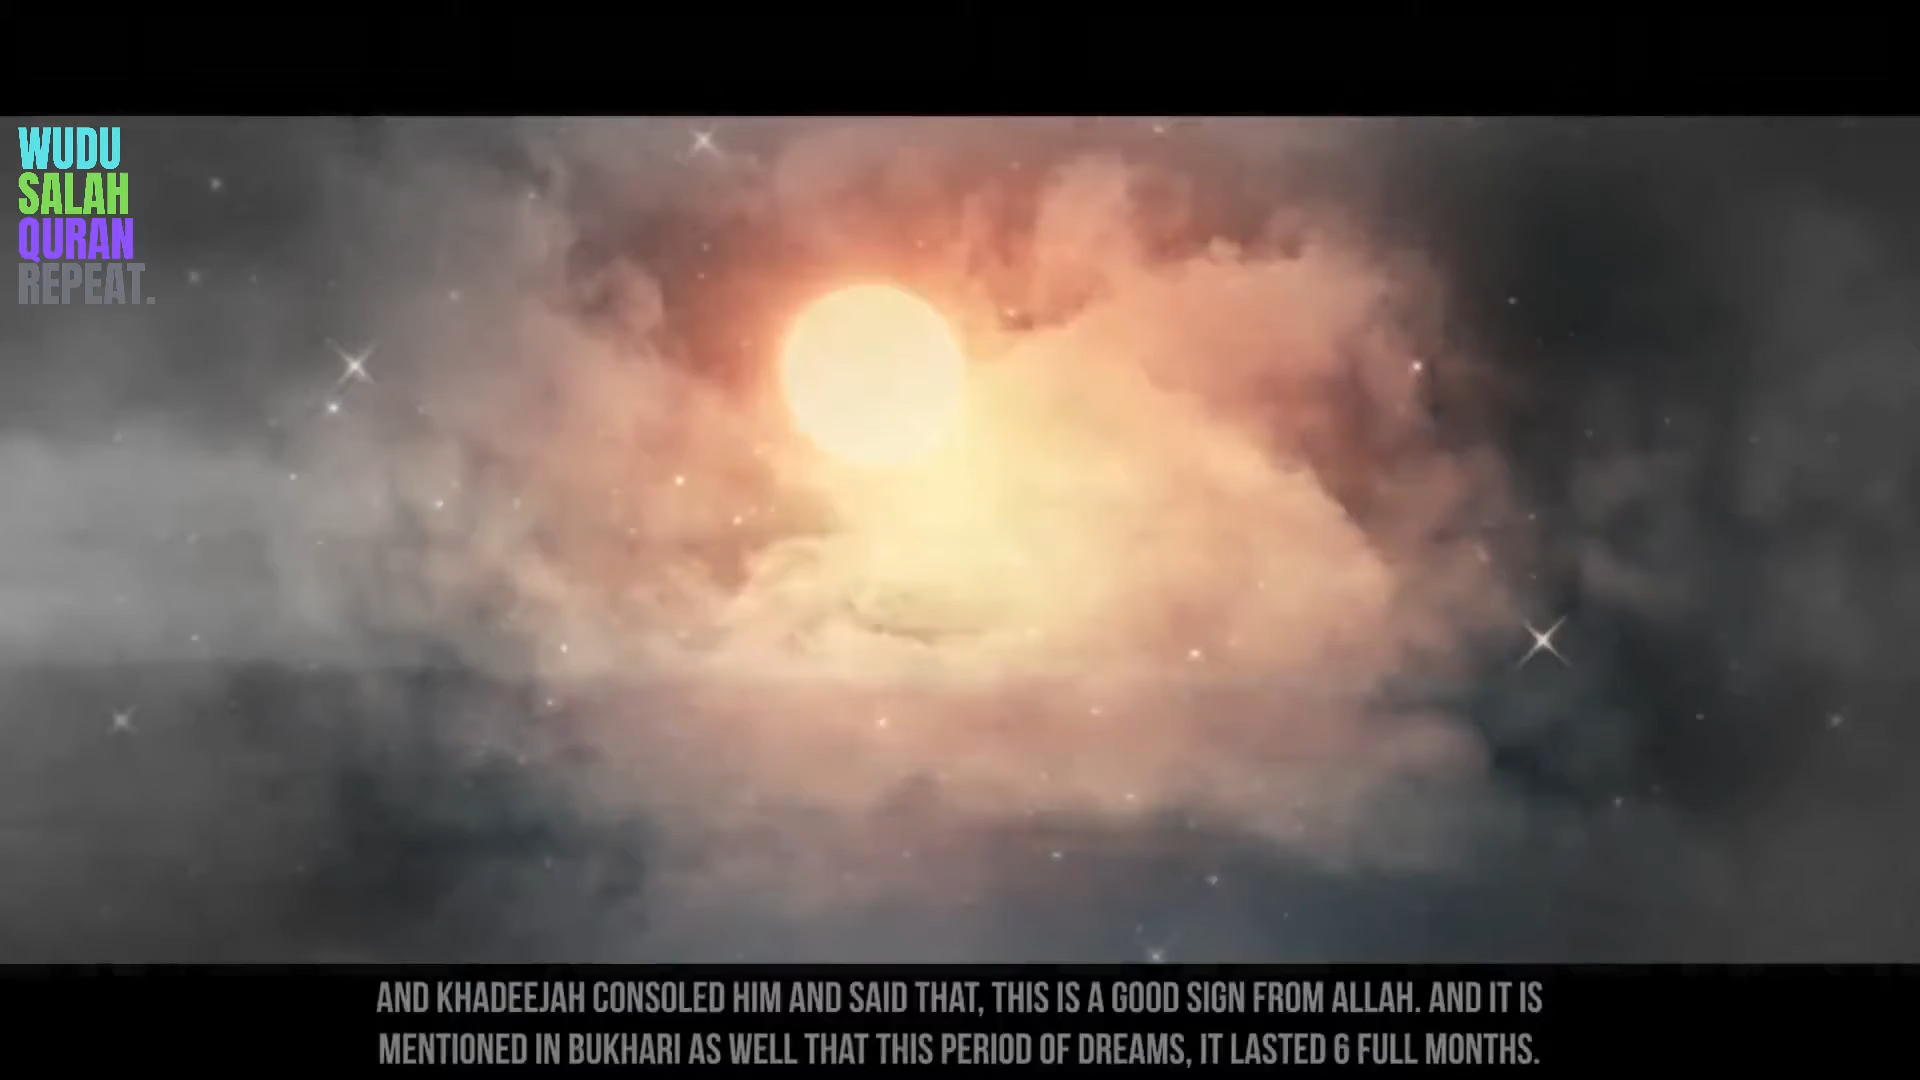 WUDU
SALAH
QURAN
REPEAT.
AND KHADEEJAH CONSOLED HIM AND SAID THAT, THIS IS A GOOD SIGN FROM ALLAH. AND IT IS
MENTIONED IN BUKHARI AS WELL THAT THIS PERIOD OF DREAMS, IT LASTED 6 FULL MONTHS.